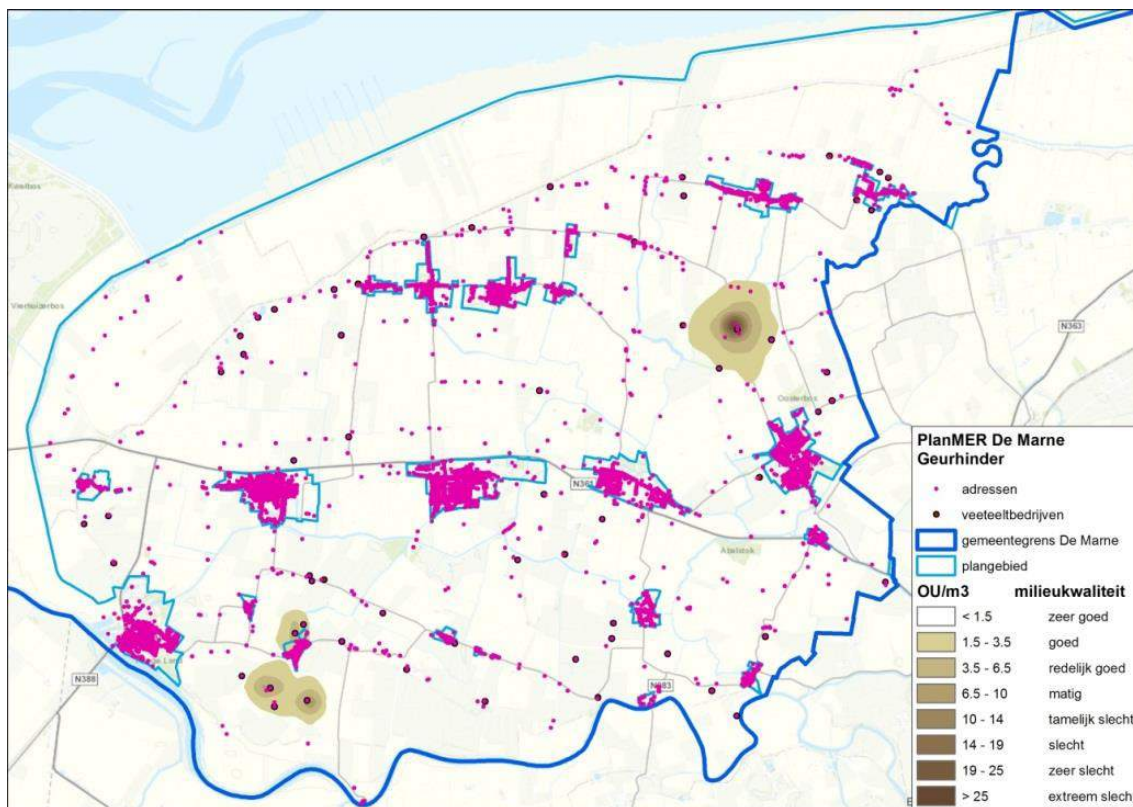 N363
Oosterbos
N361
Abelstok
N388
N983
PlanMER De Marne
Geurhinder
adressen
veeteeltbedrijven
gemeentegrens De Marne
plangebied
OU/m3 milieukwaliteit
< 1.5 zeer goed
1.5 - 3.5 goed
3.5 - 6.5 redelijk goed
6.5 - 10 matig
10 - 14 tamelijk slecht
14 - 19 slecht
19 - 25 zeer slecht
> 25 extreem slech